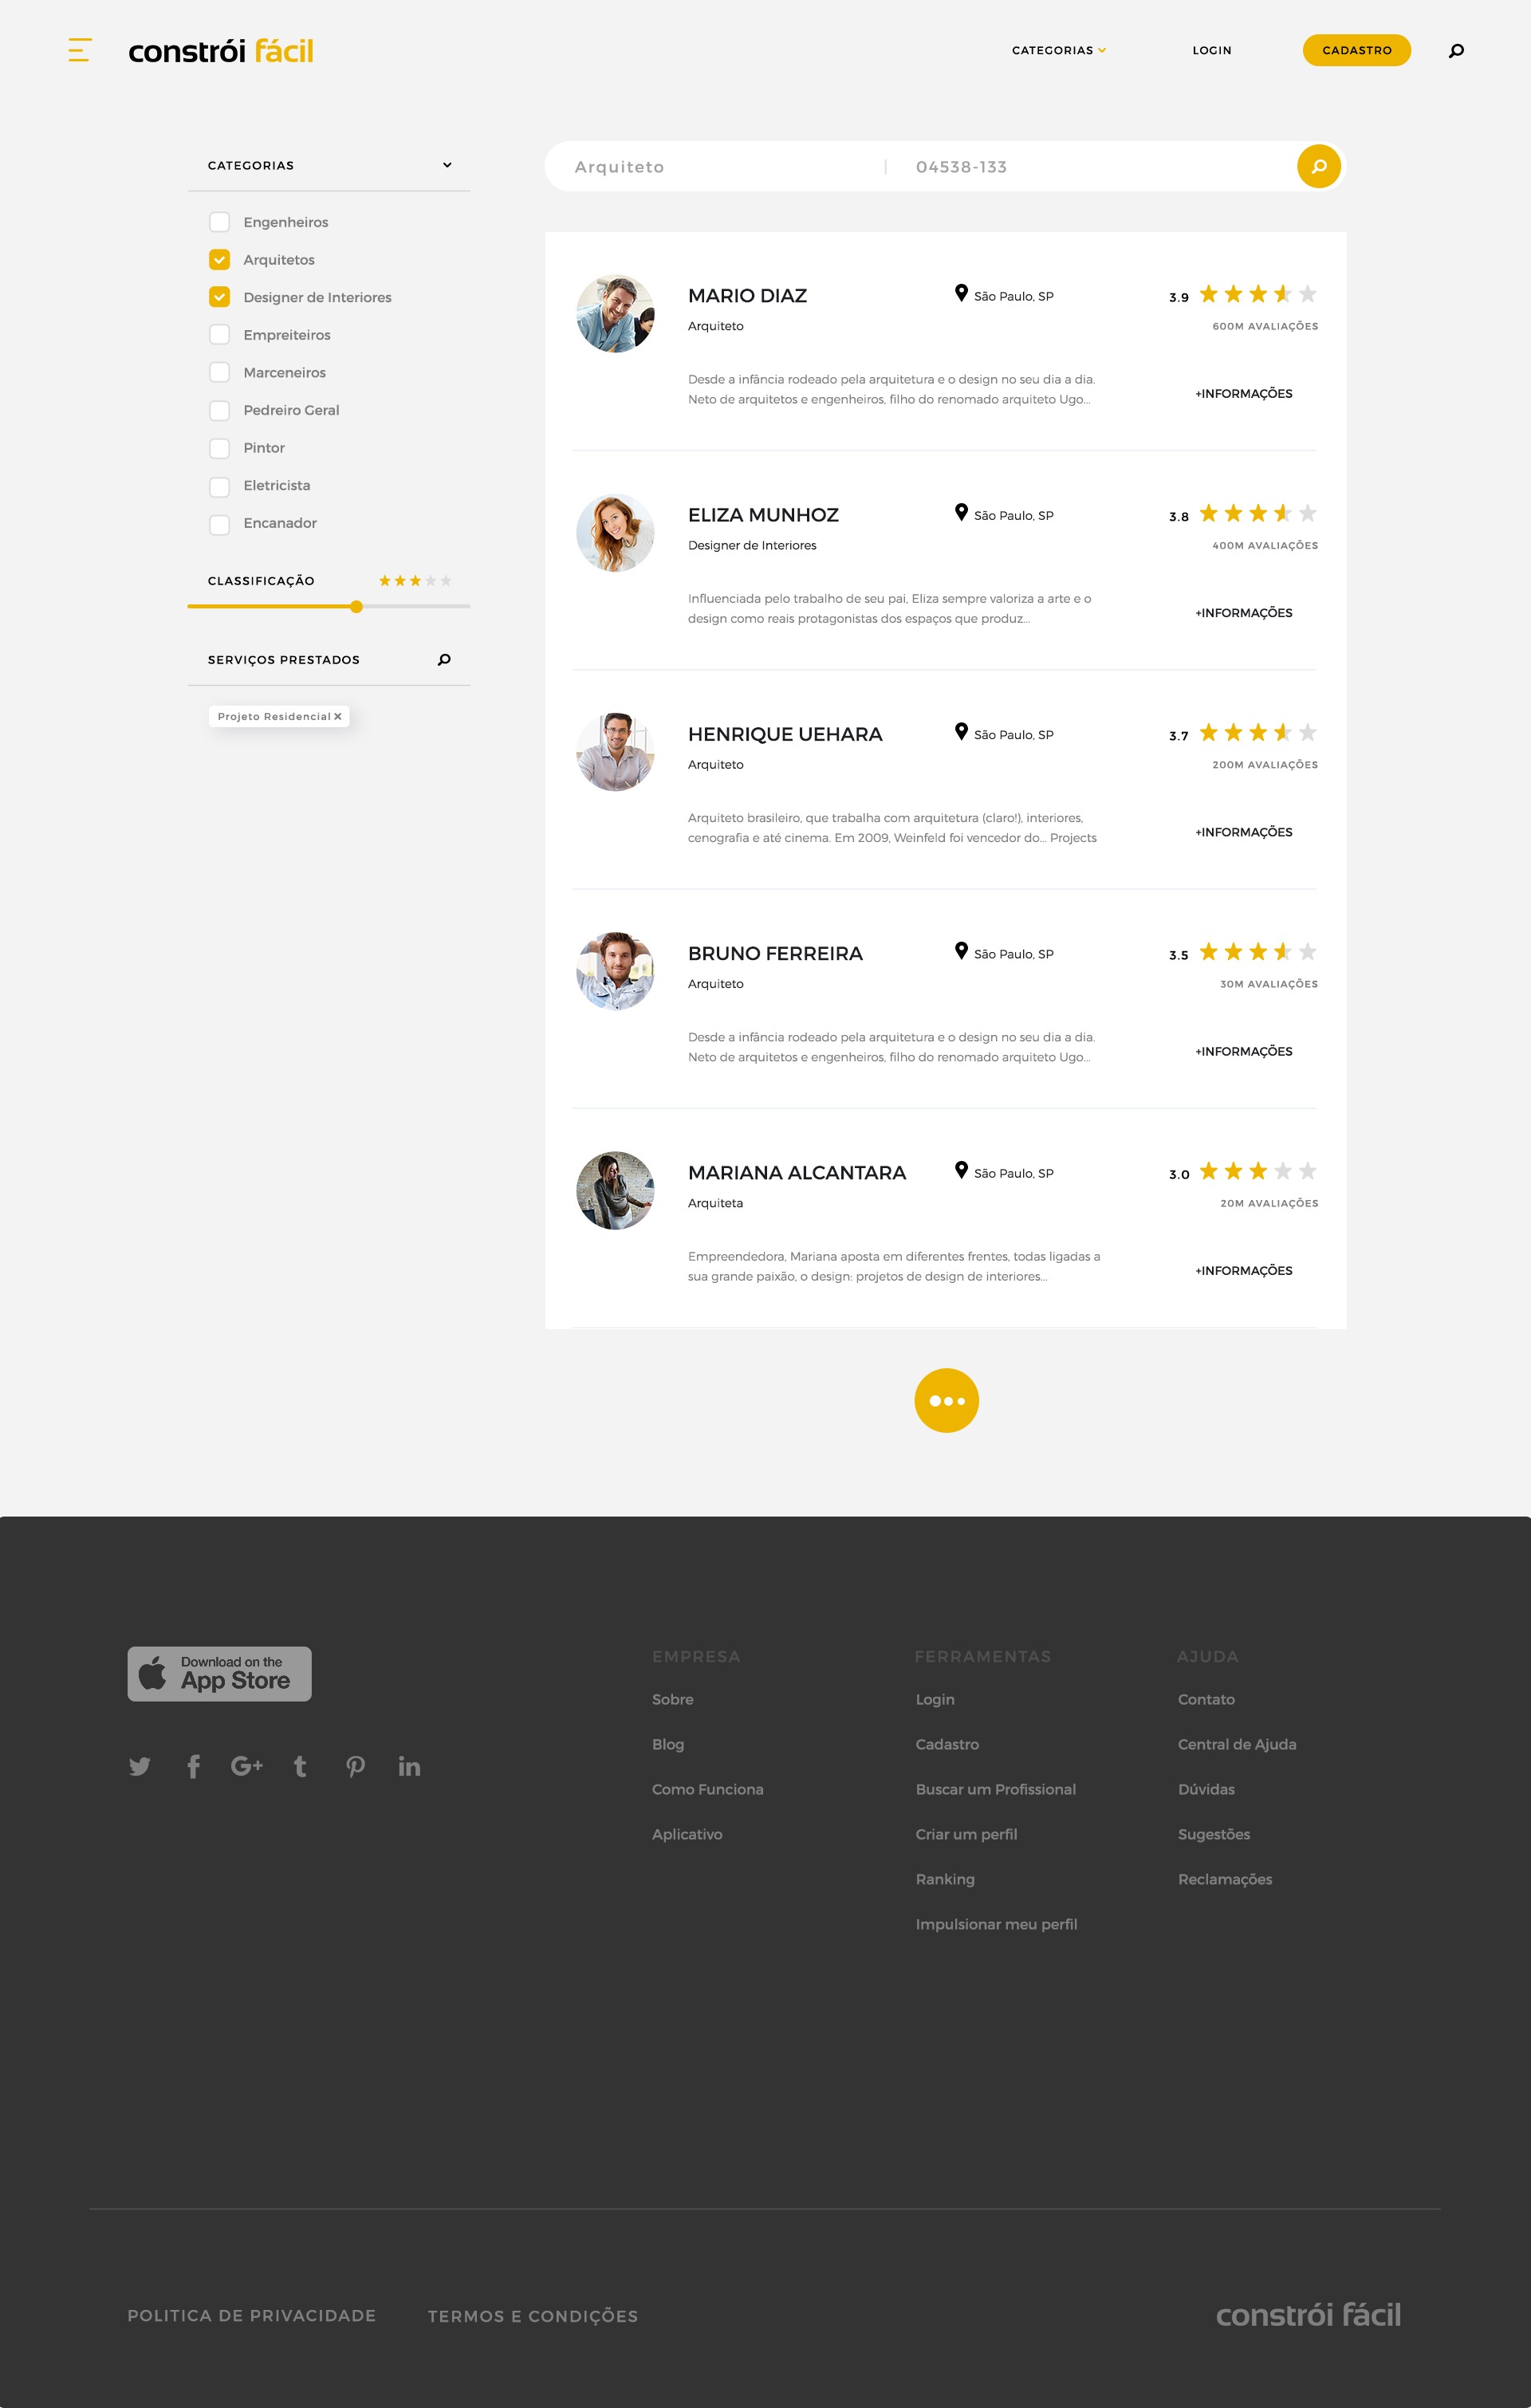 constrói fácil
CATEGORIAS
LOGIN
CADASTRO
CATEGORIAS
Engenheiros
Arquitetos
Designer de Interiores
Empreiteiros
Marceneiros
Pedreiro Geral
Pintor
Eletricista
Encanador
CLASSIFICAÇÃO
SERVIÇOS PRESTADOS
Projeto Residencial
Arquiteto | 04538-133
MARIO DIAZ
São Paulo, SP
3.9
Arquiteto
600M AVALIAÇÕES
Desde a infância rodeado pela arquitetura e o design no seu dia a dia.
Neto de arquitetos e engenheiros, filho do renomado arquiteto Ugo...
+INFORMAÇÕES
ELIZA MUNHOZ
São Paulo, SP
3.8
Designer de Interiores
400M AVALIAÇÕES
Influenciada pelo trabalho de seu pai, Eliza sempre valoriza a arte e o
design como reais protagonistas dos espaços que produz...
+INFORMAÇÕES
HENRIQUE UEHARA
São Paulo, SP
3.7
Arquiteto
200M AVALIAÇÕES
Arquiteto brasileiro, que trabalha com arquitetura (claro!), interiores,
cenografia e até cinema. Em 2009, Weinfeld foi vencedor do... Projects
+INFORMAÇÕES
BRUNO FERREIRA
São Paulo, SP
3.5
Arquiteto
30M AVALIAÇÕES
Desde a infância rodeado pela arquitetura e o design no seu dia a dia.
Neto de arquitetos e engenheiros, filho do renomado arquiteto Ugo...
+INFORMAÇÕES
MARIANA ALCANTARA
São Paulo, SP
3.0
Arquiteta
20M AVALIAÇÕES
Empreendedora, Mariana aposta em diferentes frentes, todas ligadas a
sua grande paixão, o design: projetos de design de interiores...
+INFORMAÇÕES
Download on the
App Store
EMPRESA
Sobre
Blog
Como Funciona
Aplicativo
FERRAMENTAS
Login
Cadastro
Buscar um Profissional
Criar um perfil
Ranking
Impulsionar meu perfil
AJUDA
Contato
Central de Ajuda
Dúvidas
Sugestões
Reclamações
POLITICA DE PRIVACIDADE
TERMOS E CONDIÇÕES
constrói fácil